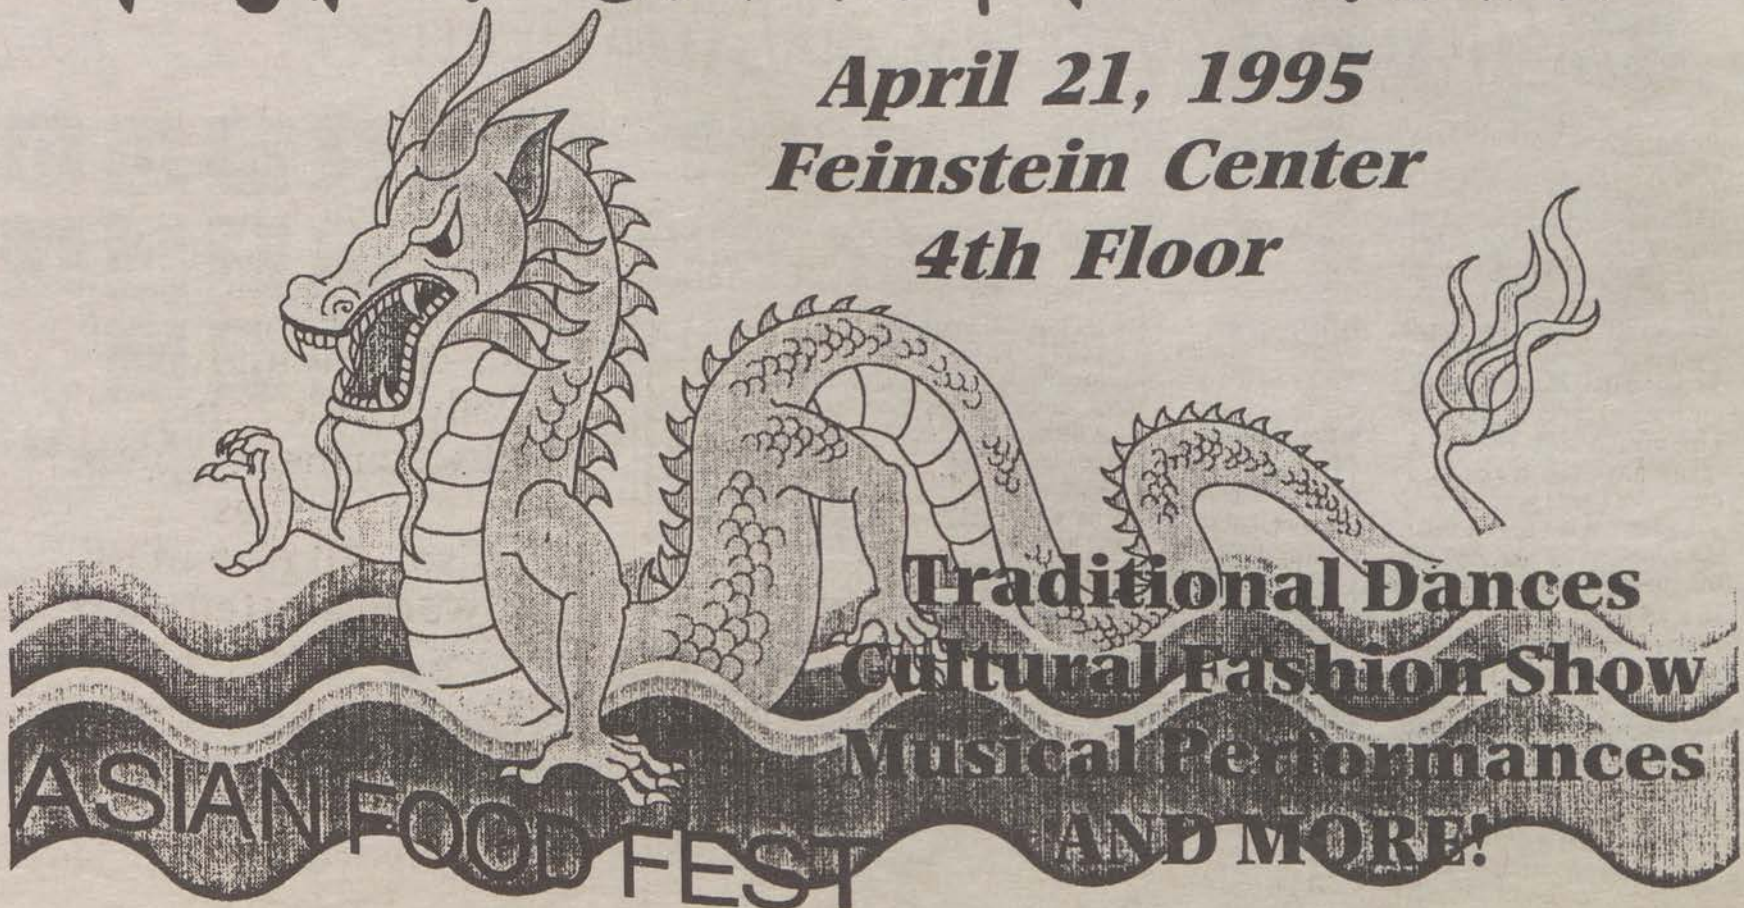 April 21, 1995
Feinstein Center
4th Floor
Traditional Dances
Cultural Fashion Show
Musical Performances
AND MORE!
ASIAN FOOD FEST